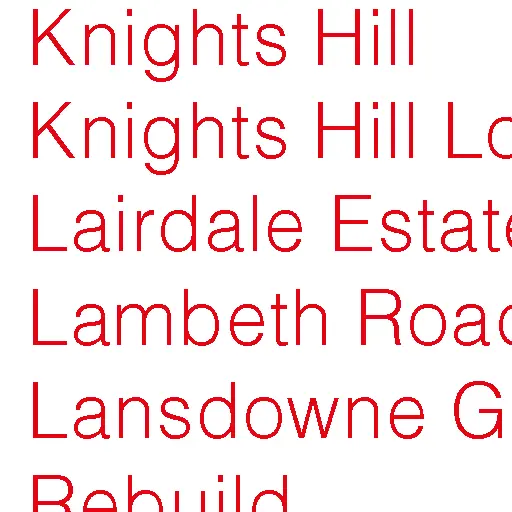 Knights Hill
Knights Hill Lo
Lairdale Estate
Lambeth Road
Lansdowne G
Rebuild